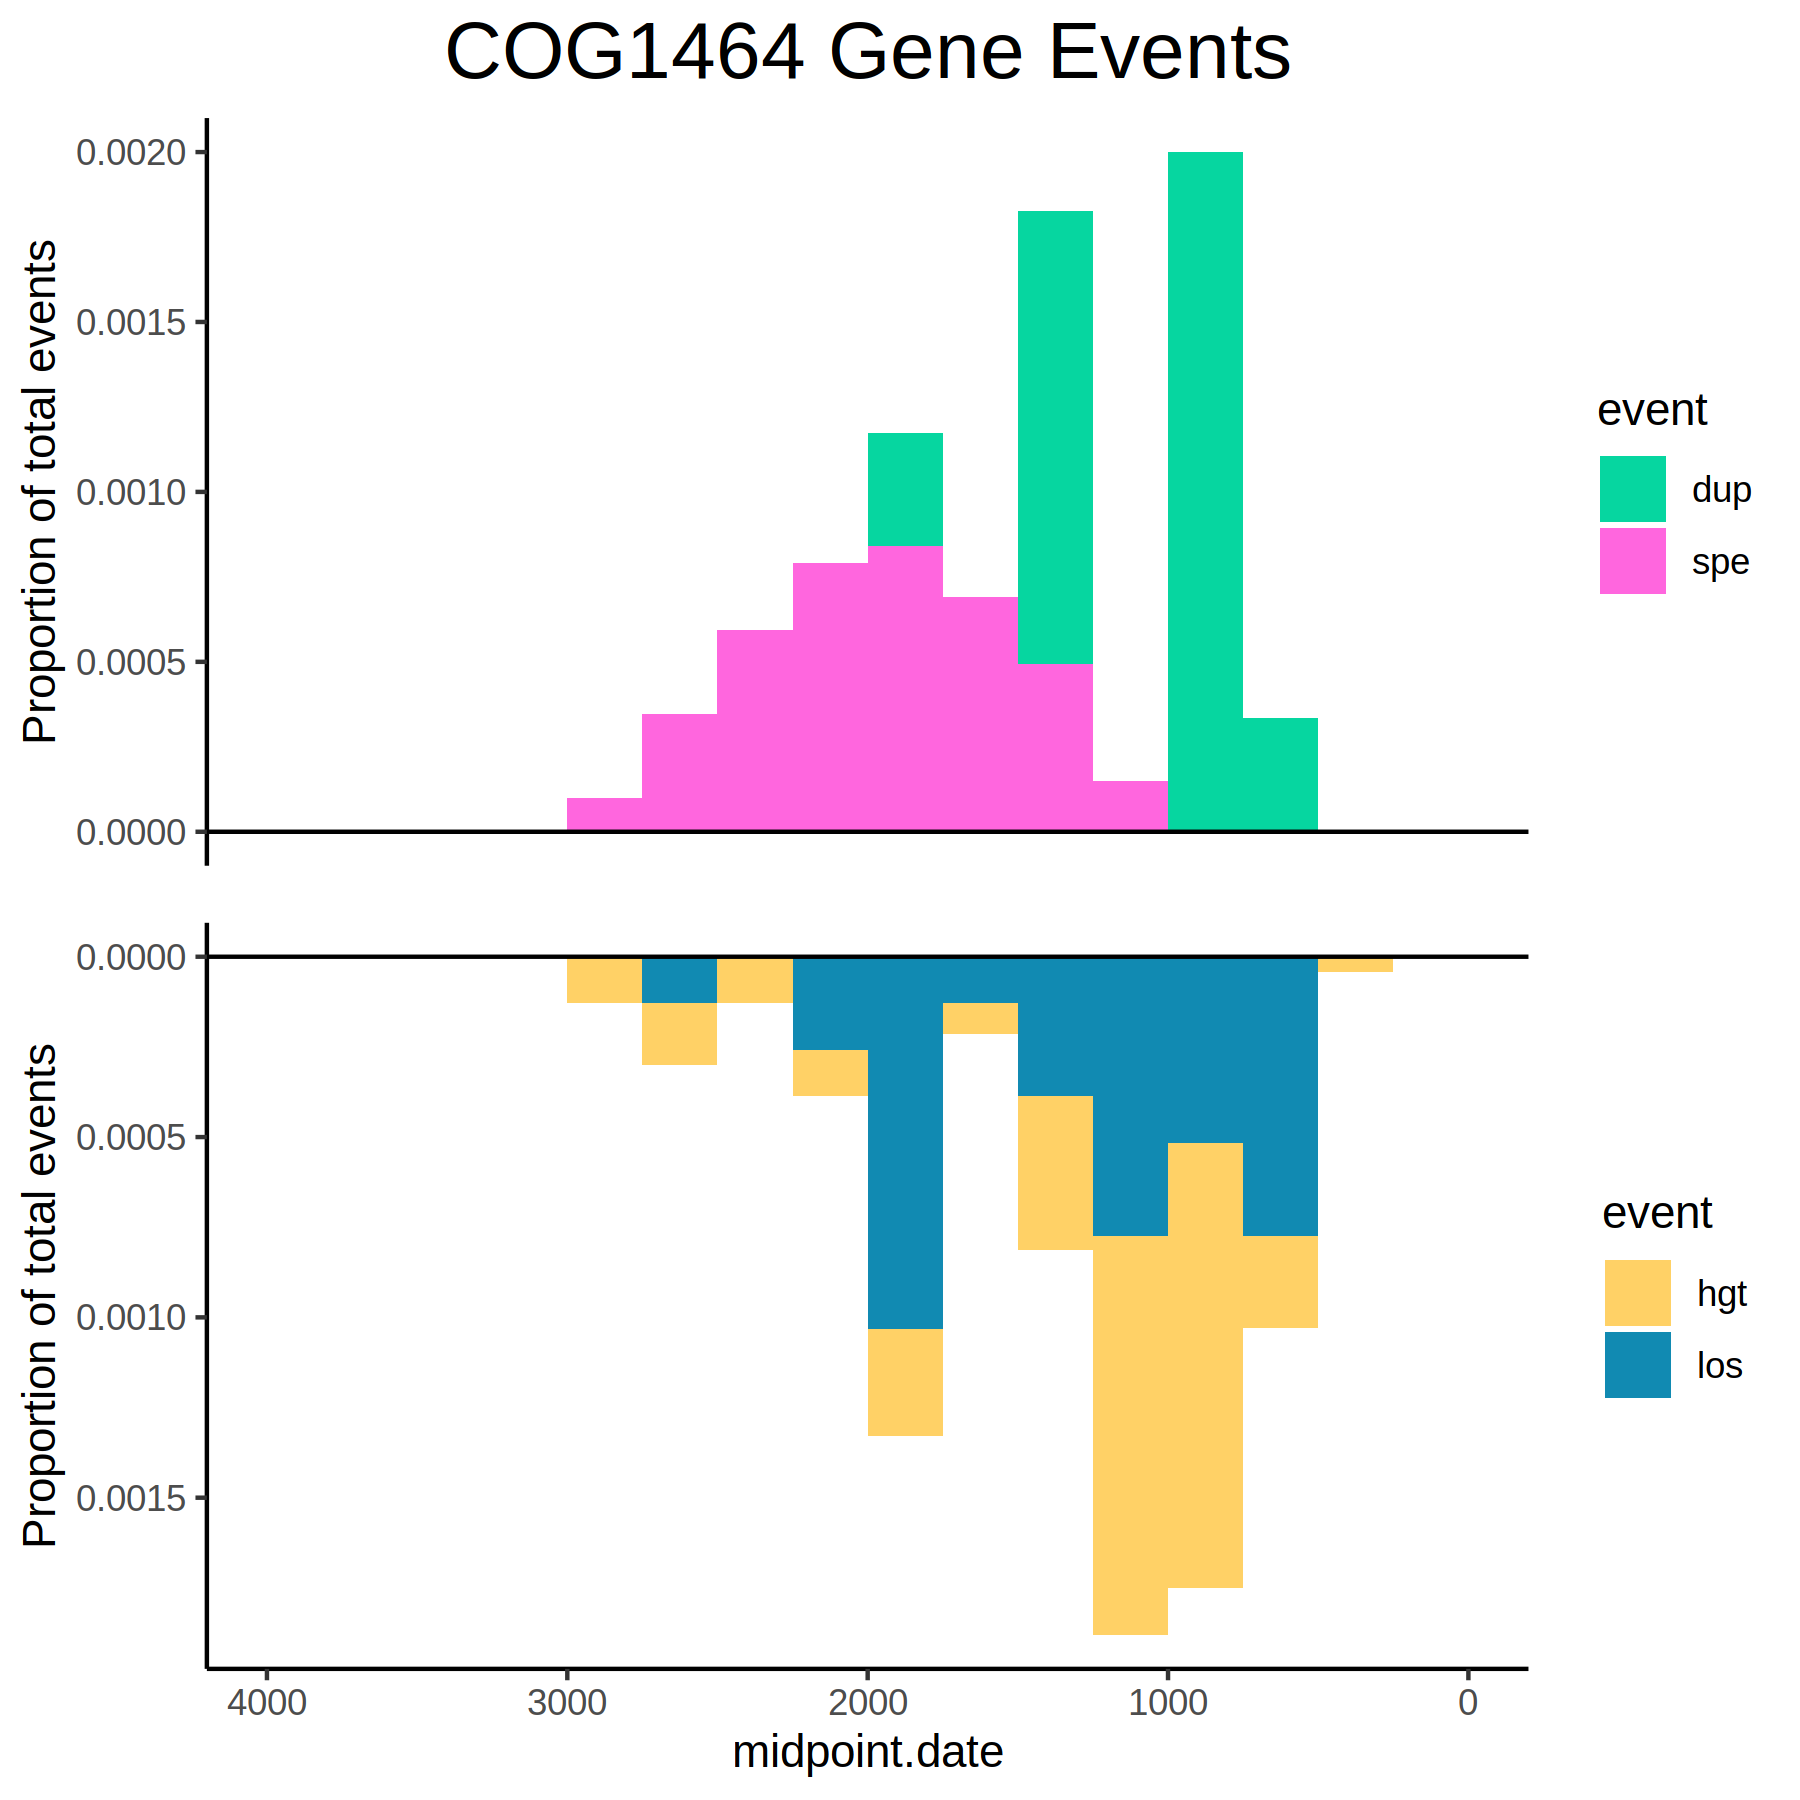 COG1464 Gene Events
Proportion of total events
0.0020
0.0015
0.0010
0.0005
0.0000
event
dup
spe
Proportion of total events
0.0000
0.0005
0.0010
0.0015
event
hgt
los
4000 3000 2000 1000 0
midpoint.date